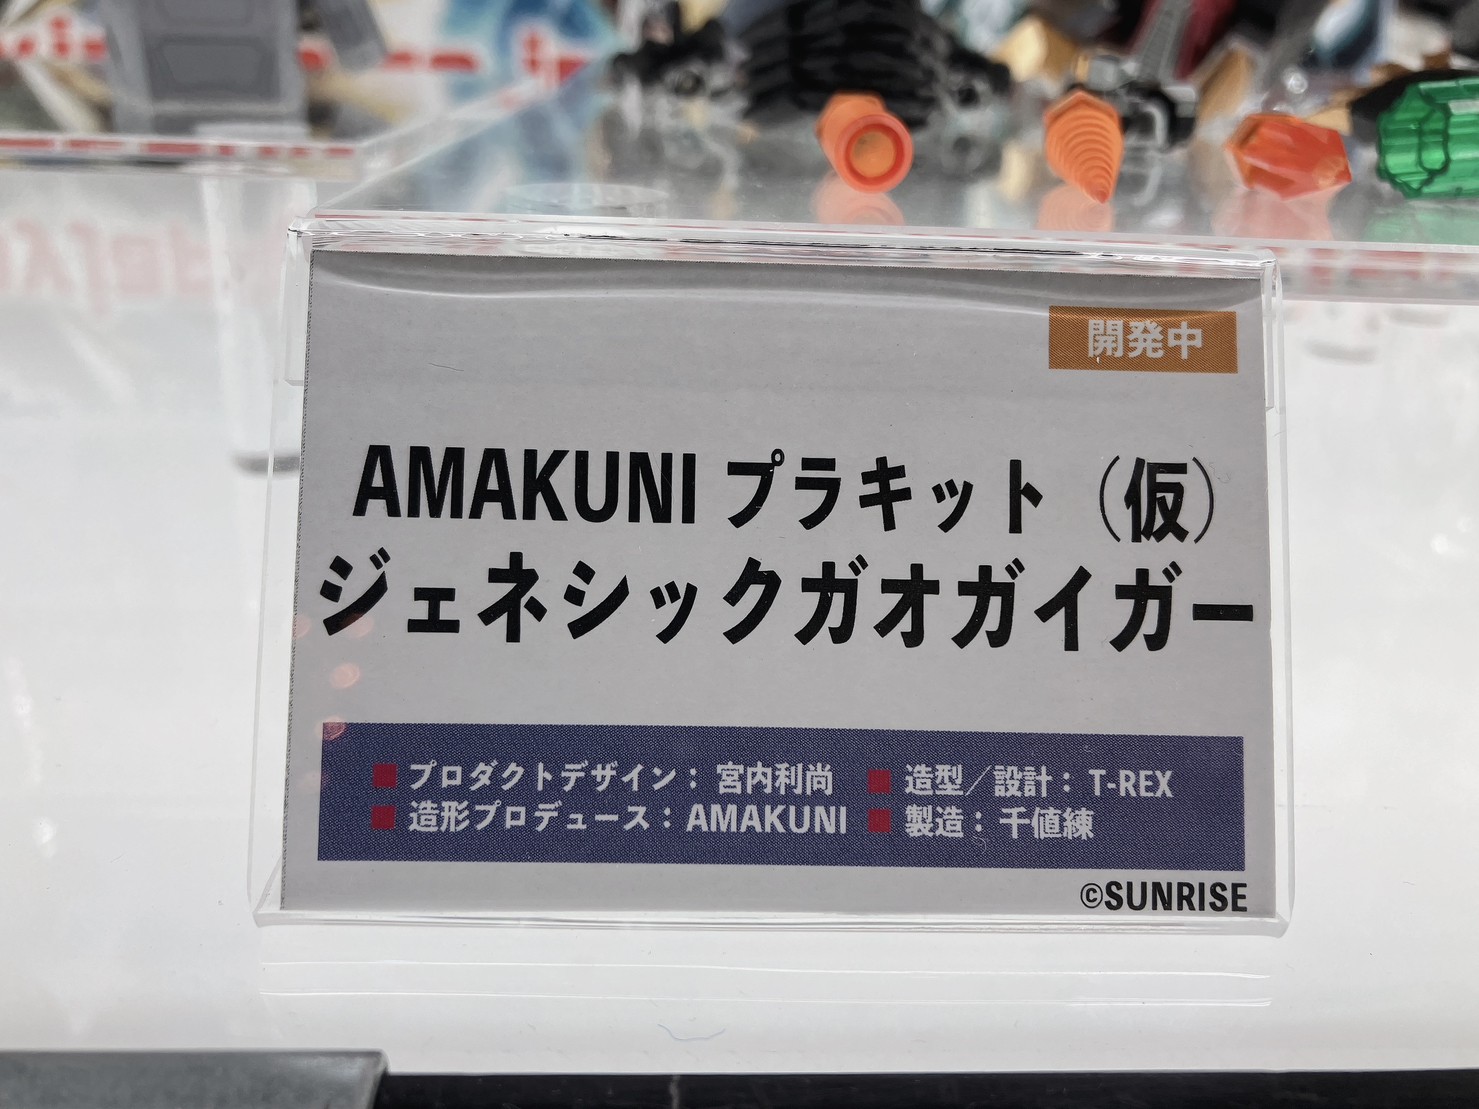 開発中
AMAKUNI プラキット（仮）
ジェネシックガオガイガー
■ プロダクトデザイン：宮内利尚 ■ 造型／設計：T-REX
■ 造形プロデュース：AMAKUNI ■ 製造：千値練
©SUNRISE